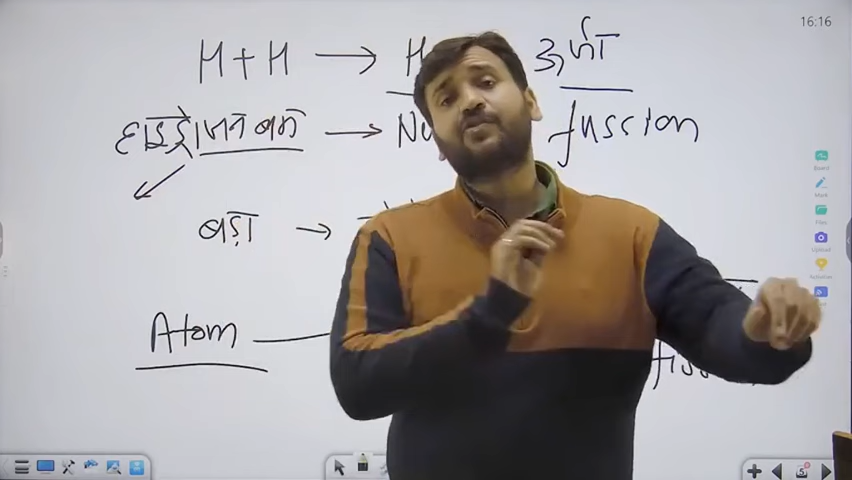 16:16
H + H → H ऊर्जा
हाइड्रोजन बम → Nu fussion
बड़ा →
Atom